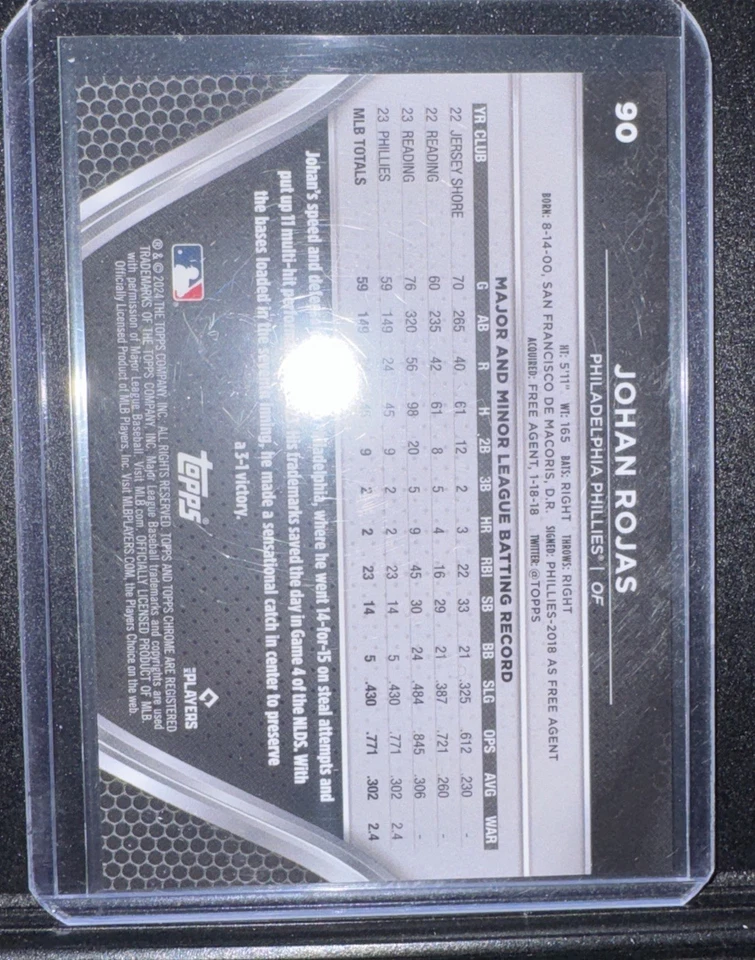 90
JOHAN ROJAS
PHILADELPHIA PHILLIES® | OF
HT: 5'11" WT: 165 BATS: RIGHT THROWS: RIGHT
BORN: 8-14-00, SAN FRANCISCO DE MACORIS, D.R. SIGNED: PHILLIES-2018 AS FREE AGENT
ACQUIRED: FREE AGENT, 1-18-18 TWITTER: @TOPPS
MAJOR AND MINOR LEAGUE BATTING RECORD
YR CLUB G AB R H 2B 3B HR RBI SB BB SLG OPS AVG WAR
22 JERSEY SHORE 70 265 40 61 12 2 3 22 33 21 .325 .612 .230 -
22 READING 60 235 42 61 8 5 4 16 29 21 .387 .721 .260 -
23 READING 76 320 56 98 20 5 9 45 30 24 .484 .845 .306 -
23 PHILLIES 59 149 24 45 9 2 2 23 14 5 .430 .771 .302 2.4
MLB TOTALS 59 149 9 2 2 23 14 5 .430 .771 .302 2.4
Johan's speed and where he went 14-for-15 on steal attempts and
put up 11 multi-hit trademarks saved the day in Game 4 of the NLDS. With
the bases loaded in the inning, he made a sensational catch in center to preserve
a 3-1 victory.
topps®
MLB PLAYERS
® & © 2024 THE TOPPS COMPANY, INC. ALL RIGHTS RESERVED. TOPPS AND TOPPS CHROME ARE REGISTERED
TRADEMARKS OF THE TOPPS COMPANY, INC. Major League Baseball trademarks and copyrights are used
with permission of Major League Baseball. Visit MLB.com. OFFICIALLY LICENSED PRODUCT OF MLB
Officially Licensed Product of MLB Players, Inc. Visit MLBPLAYERS.COM, the Players Choice on the web.